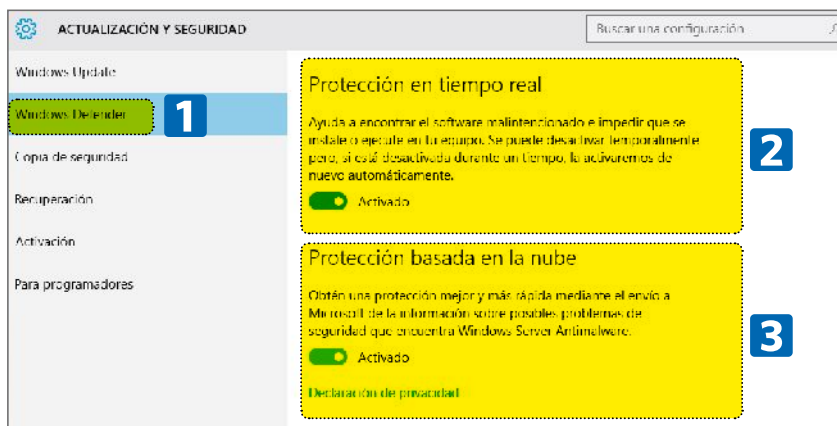 ACTUALIZACIÓN Y SEGURIDAD
Buscar una configuración
Windows Update
Windows Defender
1
Copia de seguridad
Recuperación
Activación
Para programadores
Protección en tiempo real
Ayuda a encontrar el software malintencionado e impedir que se
instale o ejecute en tu equipo. Se puede desactivar temporalmente
pero, si está desactivada durante un tiempo, la activaremos de
nuevo automáticamente.
Activado
2
Protección basada en la nube
Obtén una protección mejor y más rápida mediante el envío a
Microsoft de la información sobre posibles problemas de
seguridad que encuentra Windows Server Antimalware.
Activado
Declaración de privacidad
3